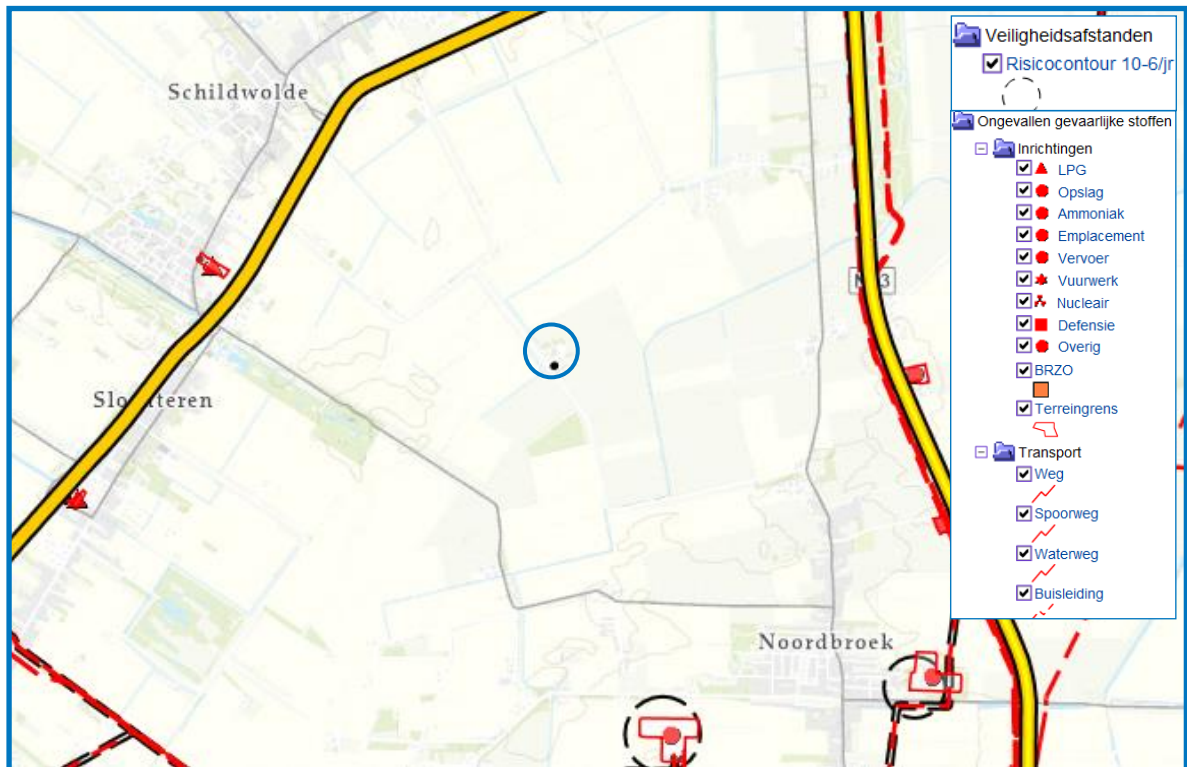 Schildwolde
Noordbroek
Veiligheidsafstanden
Risicocontour 10-6/jr
Ongevallen gevaarlijke stoffen
Inrichtingen
LPG
Opslag
Ammoniak
Emplacement
Vervoer
Vuurwerk
Nucleair
Defensie
Overig
BRZO
Terreingrens
Transport
Weg
Spoorweg
Waterweg
Buisleiding